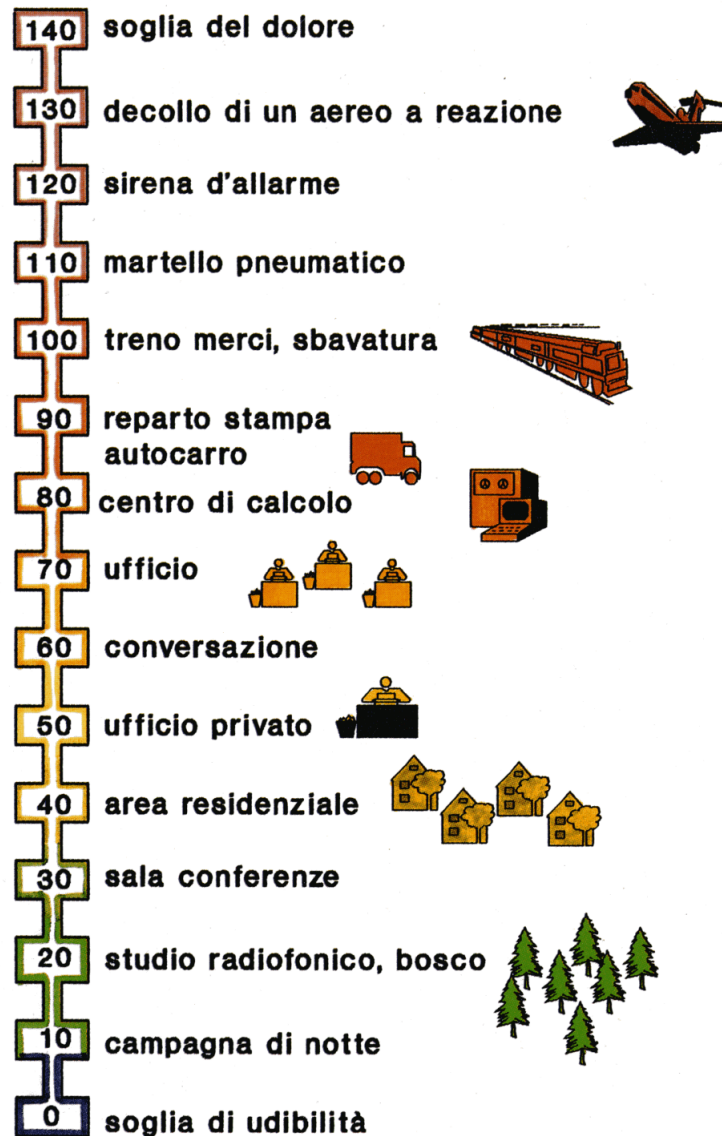 140 soglia del dolore
130 decollo di un aereo a reazione
120 sirena d'allarme
110 martello pneumatico
100 treno merci, sbavatura
90 reparto stampa
autocarro
80 centro di calcolo
70 ufficio
60 conversazione
50 ufficio privato
40 area residenziale
30 sala conferenze
20 studio radiofonico, bosco
10 campagna di notte
0 soglia di udibilità